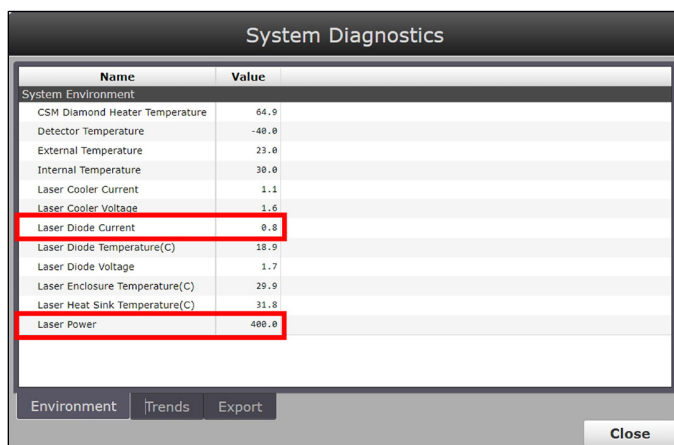 System Diagnostics
Name Value
System Environment
CSM Diamond Heater Temperature 64.9
Detector Temperature -40.0
External Temperature 23.0
Internal Temperature 30.0
Laser Cooler Current 1.1
Laser Cooler Voltage 1.6
Laser Diode Current 0.8
Laser Diode Temperature(C) 18.9
Laser Diode Voltage 1.7
Laser Enclosure Temperature(C) 29.9
Laser Heat Sink Temperature(C) 31.8
Laser Power 400.0
Environment Trends Export
Close